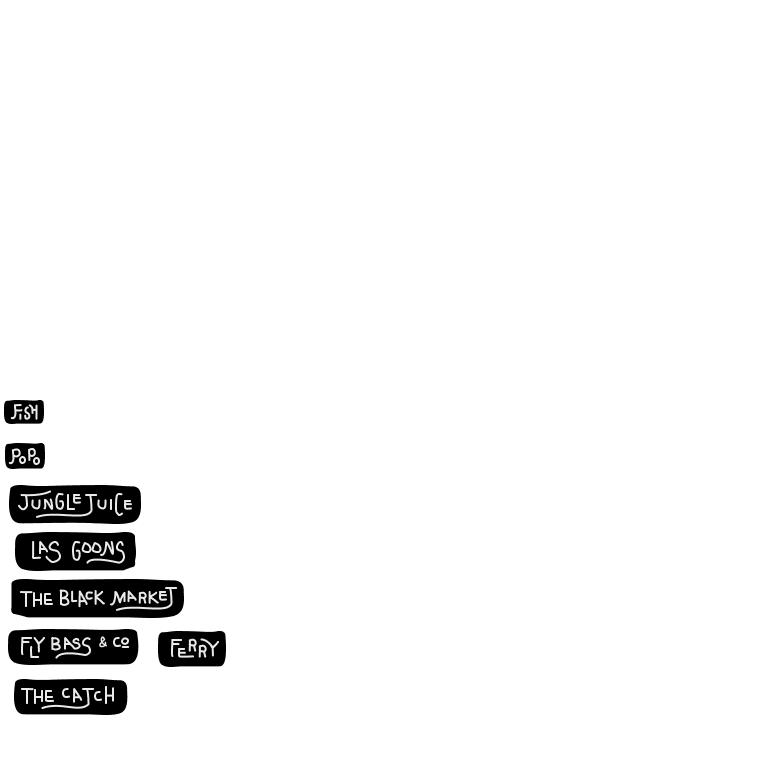 FISH
POPO
JUNGLE JUICE
LAS GOONS
THE BLACK MARKET
FLY BASS & CO
FERRY
THE CATCH